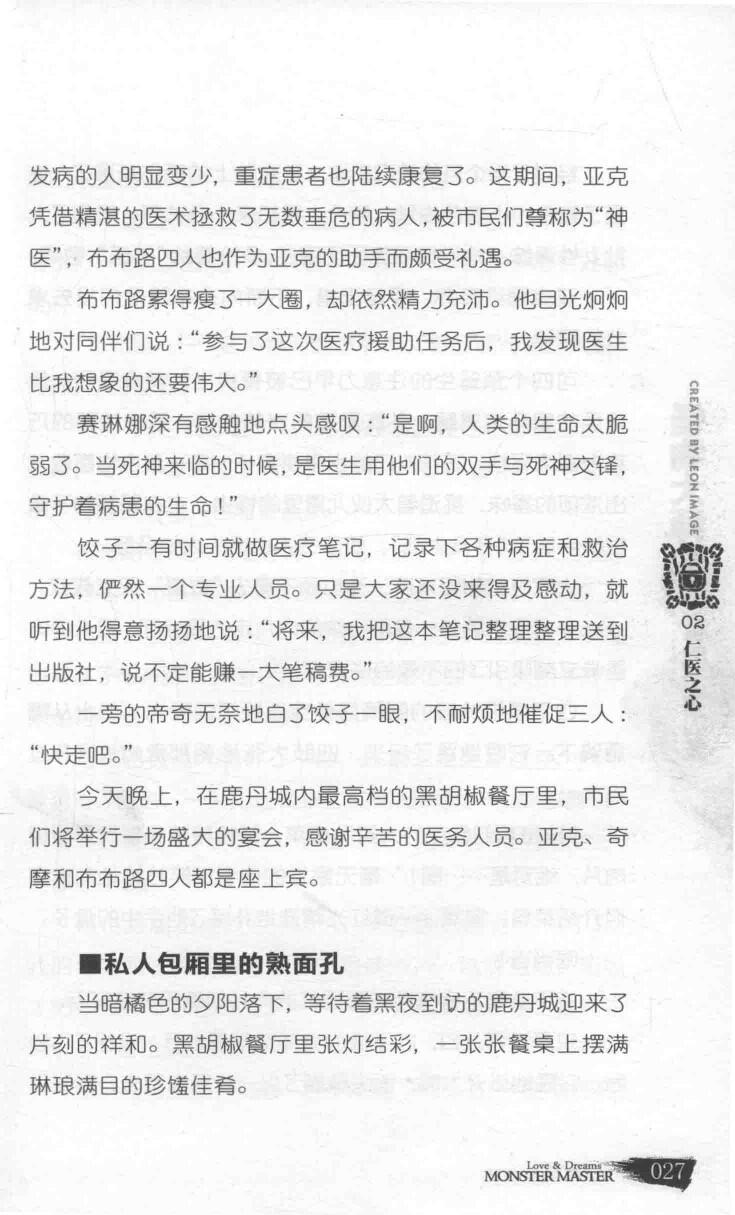 发病的人明显变少，重症患者也陆续康复了。这期间，亚克
凭借精湛的医术拯救了无数垂危的病人，被市民们尊称为“神
医”，布布路四人也作为亚克的助手而颇受礼遇。
布布路累得瘦了一大圈，却依然精力充沛。他目光炯炯
地对同伴们说：“参与了这次医疗援助任务后，我发现医生
比我想象的还要伟大。”
赛琳娜深有感触地点头感叹：“是啊，人类的生命太脆
弱了。当死神来临的时候，是医生用他们的双手与死神交锋，
守护着病患的生命！”
饺子一有时间就做医疗笔记，记录下各种病症和救治
方法，俨然一个专业人员。只是大家还没来得及感动，就
听到他得意扬扬地说：“将来，我把这本笔记整理整理送到
出版社，说不定能赚一大笔稿费。”
一旁的帝奇无奈地白了饺子一眼，不耐烦地催促三人：
“快走吧。”
今天晚上，在鹿丹城内最高档的黑胡椒餐厅里，市民
们将举行一场盛大的宴会，感谢辛苦的医务人员。亚克、奇
摩和布布路四人都是座上宾。
■私人包厢里的熟面孔
当暗橘色的夕阳落下，等待着黑夜到访的鹿丹城迎来了
片刻的祥和。黑胡椒餐厅里张灯结彩，一张张餐桌上摆满
琳琅满目的珍馐佳肴。
CREATED BY LEON IMAGE
02
仁医之心
Love & Dreams
MONSTER MASTER
027